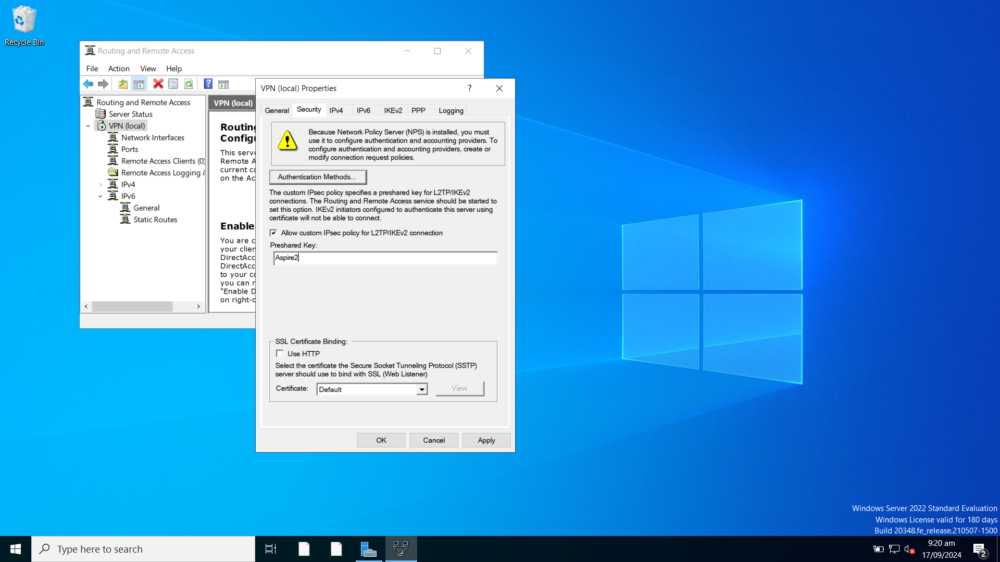 Recycle Bin
Routing and Remote Access
File Action View Help
Routing and Remote Access
Server Status
VPN (local)
Network Interfaces
Ports
Remote Access Clients (0)
Remote Access Logging
IPv4
IPv6
General
Static Routes
VPN (local)
Routing
Config
This serve
Remote A
current co
on the Ac
Enable
You are c
your clien
DirectAcc
DirectAcc
to your co
you can r
"Enable D
on right-c
VPN (local) Properties
?
General Security IPv4 IPv6 IKEv2 PPP Logging
Because Network Policy Server (NPS) is installed, you must
use it to configure authentication and accounting providers. To
configure authentication and accounting providers, create or
modify connection request policies.
Authentication Methods...
The custom IPsec policy specifies a preshared key for L2TP/IKEv2
connections. The Routing and Remote Access service should be started to
set this option. IKEv2 initiators configured to authenticate this server using
certificate will not be able to connect.
Allow custom IPsec policy for L2TP/IKEv2 connection
Preshared Key:
Aspire2
SSL Certificate Binding:
Use HTTP
Select the certificate the Secure Socket Tunneling Protocol (SSTP)
server should use to bind with SSL (Web Listener)
Certificate: Default View
OK Cancel Apply
Windows Server 2022 Standard Evaluation
Windows License valid for 180 days
Build 20348.fe_release.210507-1500
Type here to search
9:20 am
17/09/2024
2